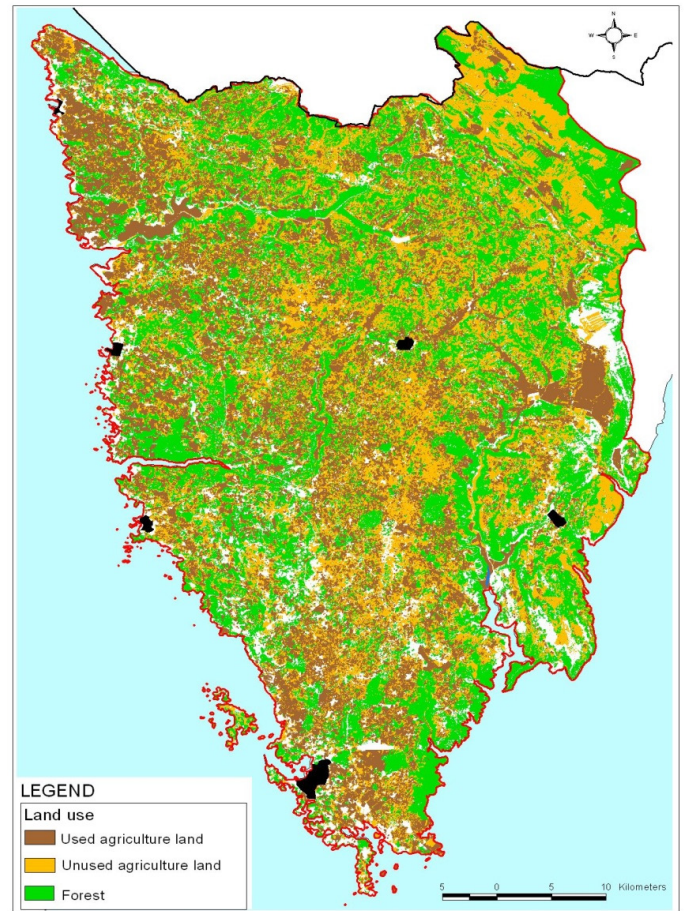 N
W E
S
LEGEND
Land use
Used agriculture land
Unused agriculture land
Forest
5 0 5 10 Kilometers